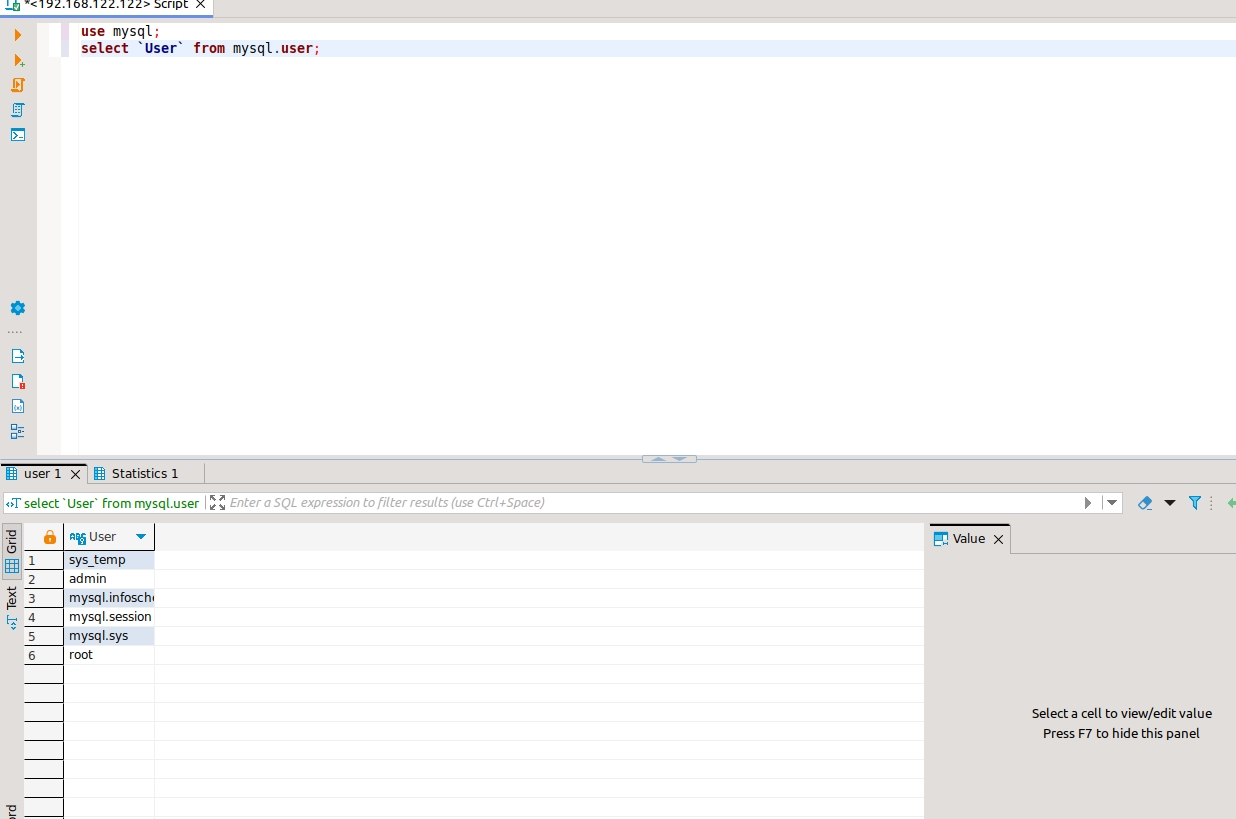 *<192.168.122.122> Script
use mysql;
select `User` from mysql.user;
....
user 1
Statistics 1
select `User` from mysql.user
Enter a SQL expression to filter results (use Ctrl+Space)
Grid
Text
ABC User
Value
1 sys_temp
2 admin
3 mysql.infosch
4 mysql.session
5 mysql.sys
6 root
Select a cell to view/edit value
Press F7 to hide this panel